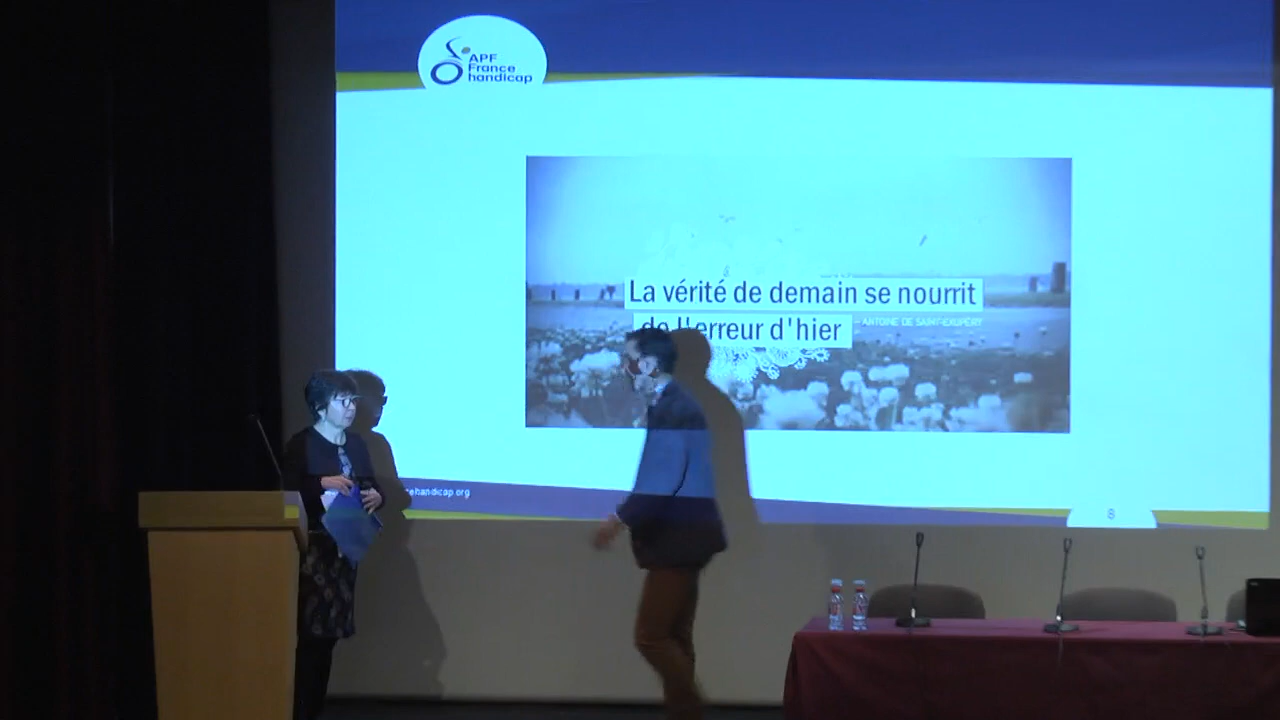 APF
France
handicap
La vérité de demain se nourrit
de l'erreur d'hier
ANTOINE DE SAINT-EXUPÉRY
handicap.org
8